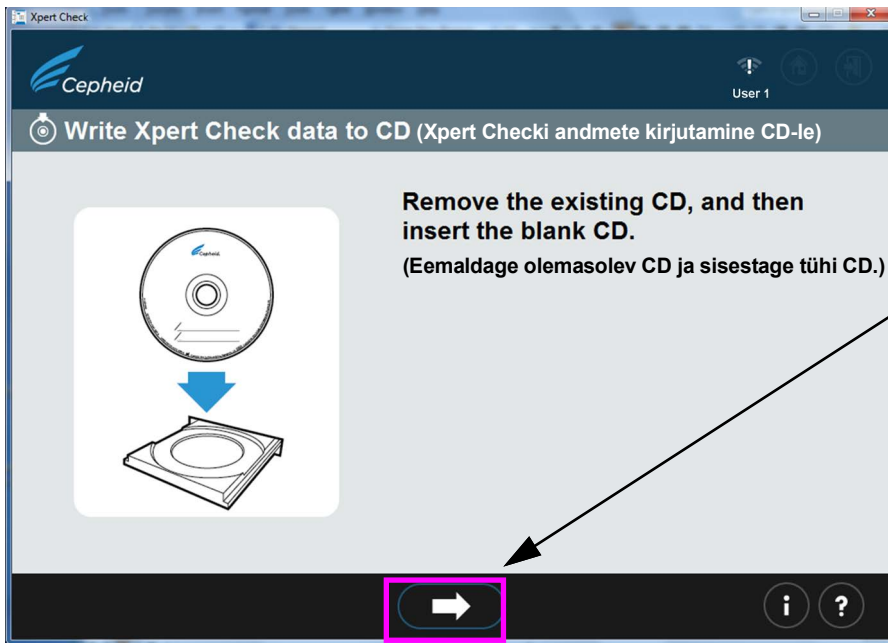 Xpert Check
Cepheid
User 1
Write Xpert Check data to CD (Xpert Checki andmete kirjutamine CD-le)
Cepheid
Remove the existing CD, and then
insert the blank CD.
(Eemaldage olemasolev CD ja sisestage tühi CD.)
i ?